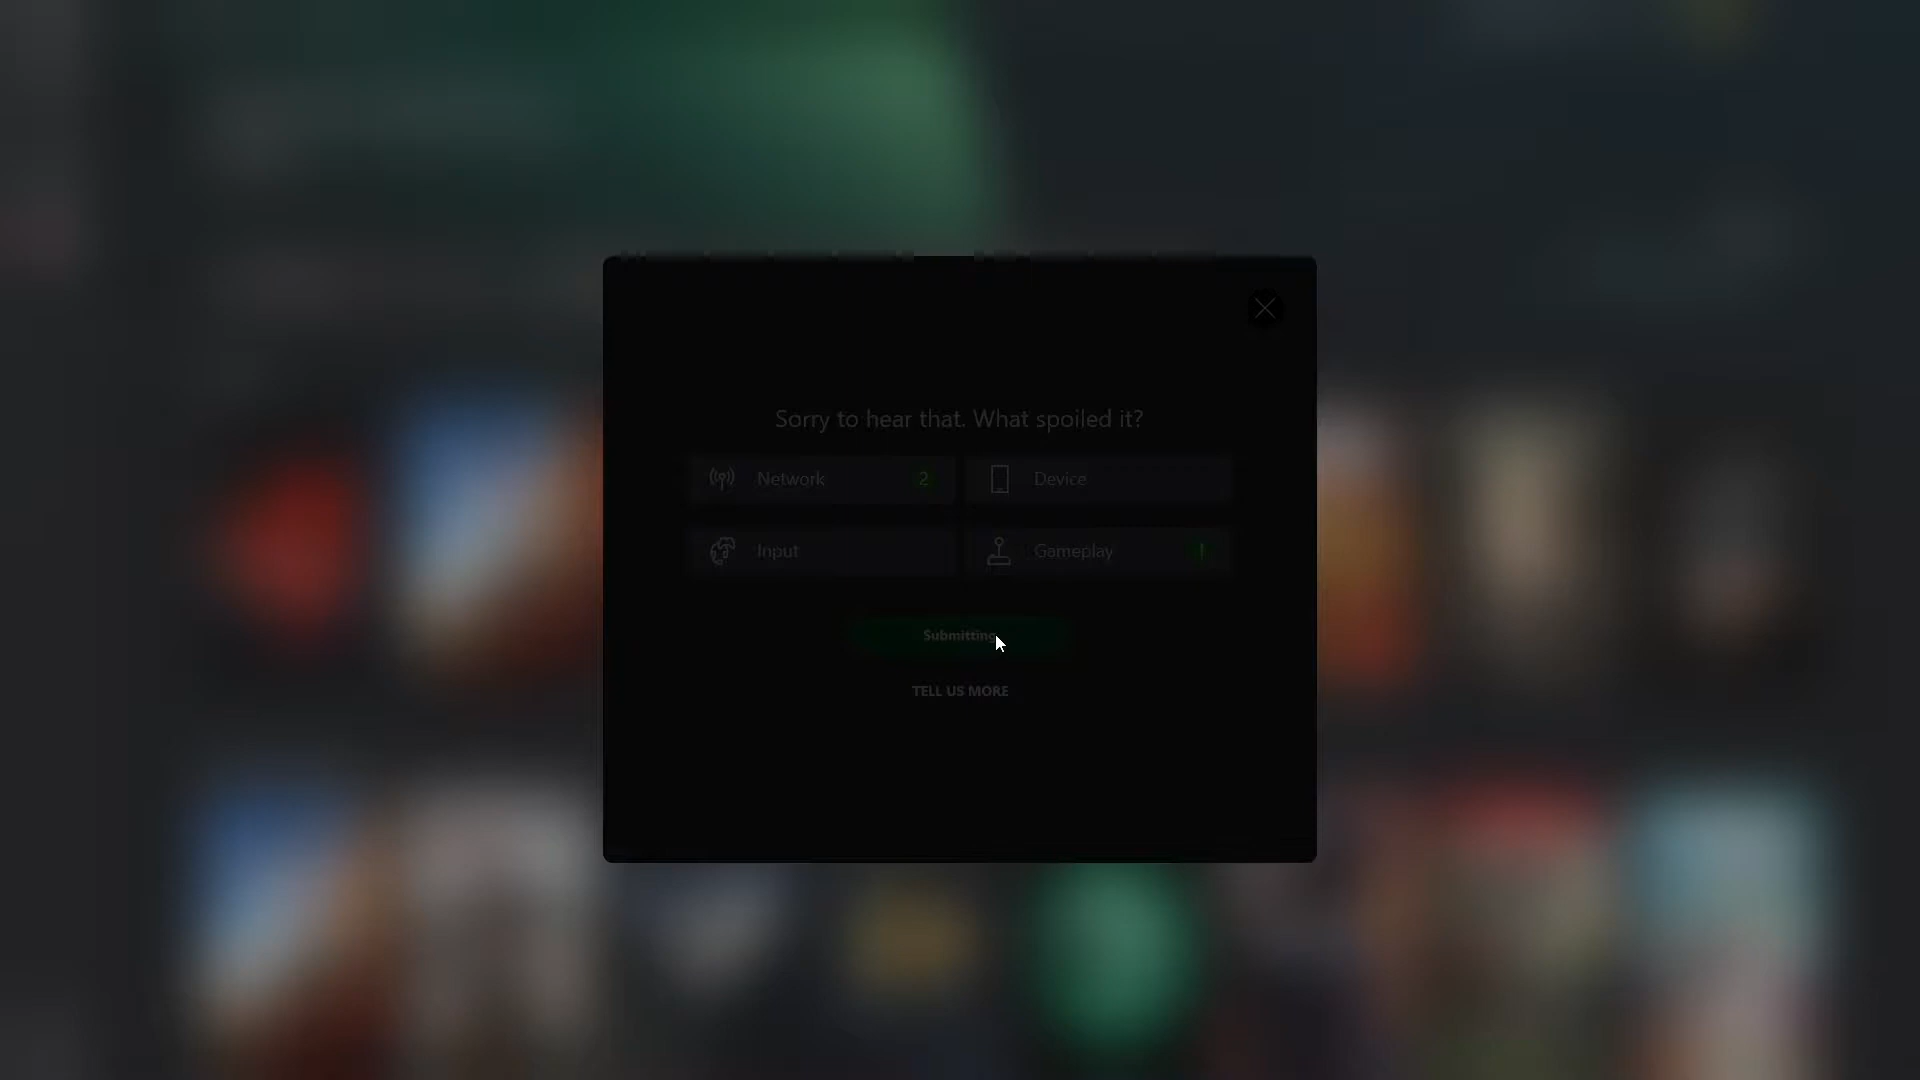 Sorry to hear that. What spoiled it?
Network 2
Device
Input
Gameplay 1
Submitting
TELL US MORE